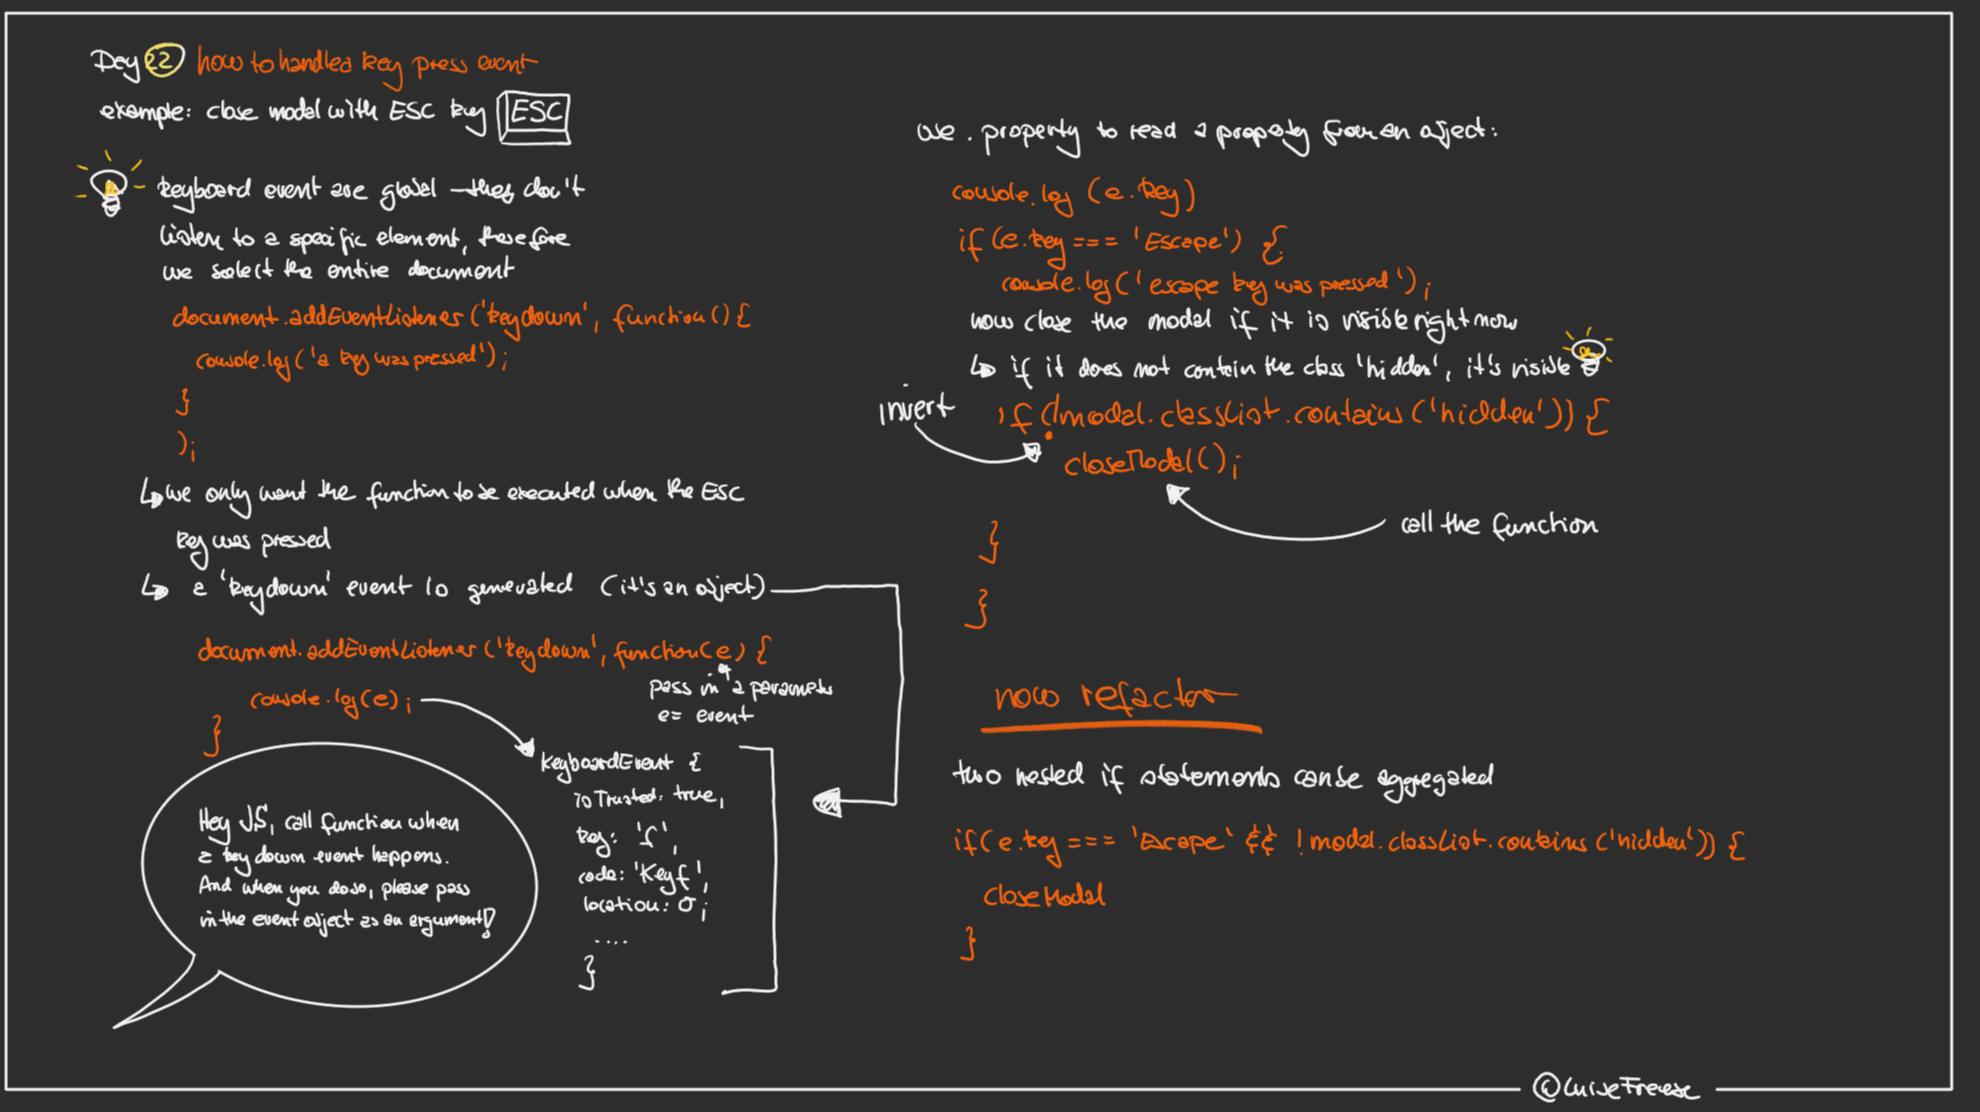 Day 22 how to handled key press event
example: close modal with ESC key ESC
keyboard event are global - they don't
listen to a specific element, therefore
we select the entire document
document.addEventListener('keydown', function(){
console.log('a key was pressed');
}
);
↳ we only want the function to be executed when the ESC
key was pressed
↳ a 'keydown' event is generated (it's an object)
document.addEventListener('keydown', function(e) {
pass in a parameter
e= event
console.log(e);
}
Hey JS, call function when
a key down event happens.
And when you do so, please pass
in the event object as an argument!
KeyboardEvent {
isTrusted: true,
key: 'f',
code: 'Keyf',
location: 0;
....
}
use . property to read a property from an object:
console.log (e.key)
if (e.key === 'Escape') {
console.log('escape key was pressed');
now close the modal if it is visible right now
↳ if it does not contain the class 'hidden', it's visible
invert
if (!modal.classList.contains('hidden')) {
closeModal();
call the function
}
}
now refactor
two nested if statements can be aggregated
if(e.key === 'Escape' && !modal.classList.contains('hidden')) {
closeModal
}
© Luise Freese